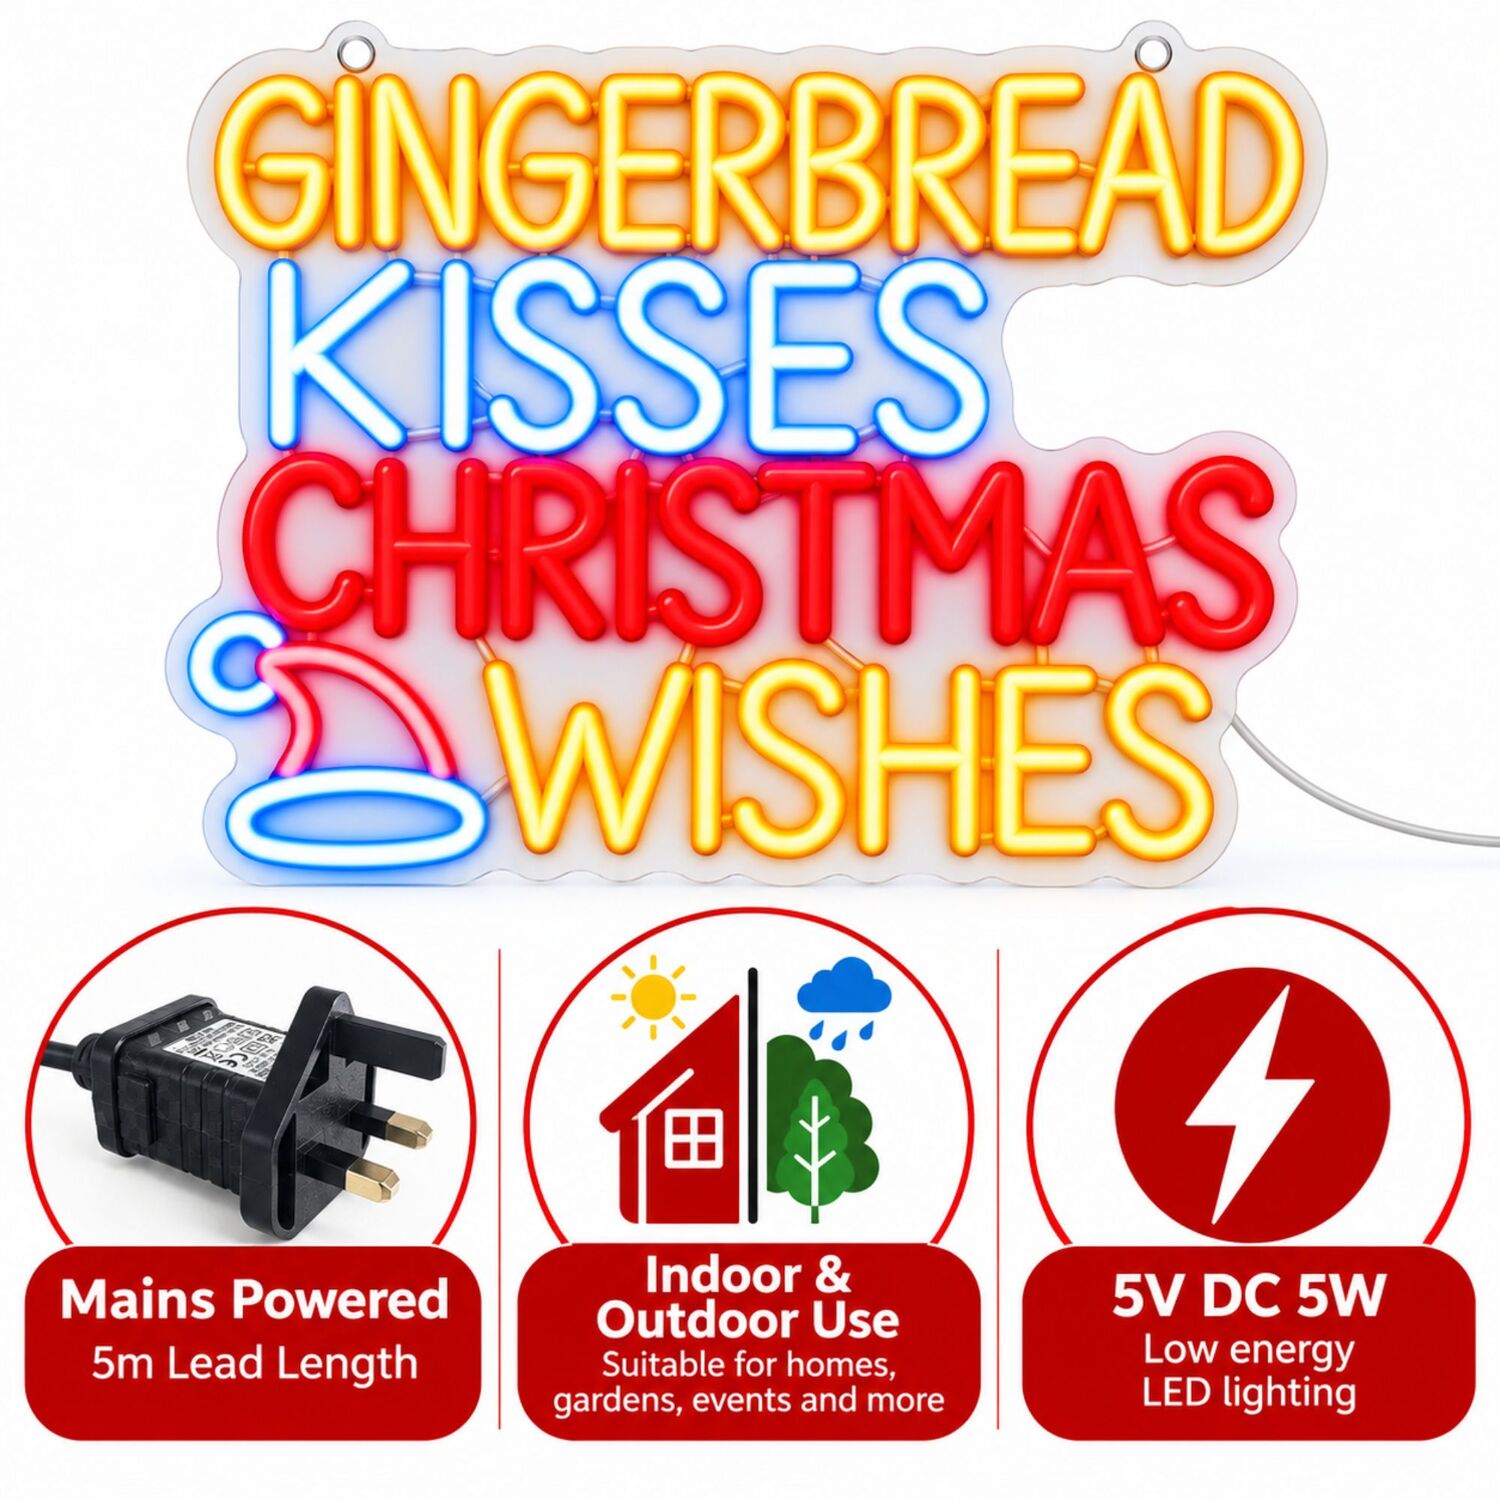 GINGERBREAD
KISSES
CHRISTMAS
WISHES
Mains Powered
5m Lead Length
Indoor &
Outdoor Use
Suitable for homes,
gardens, events and more
5V DC 5W
Low energy
LED lighting